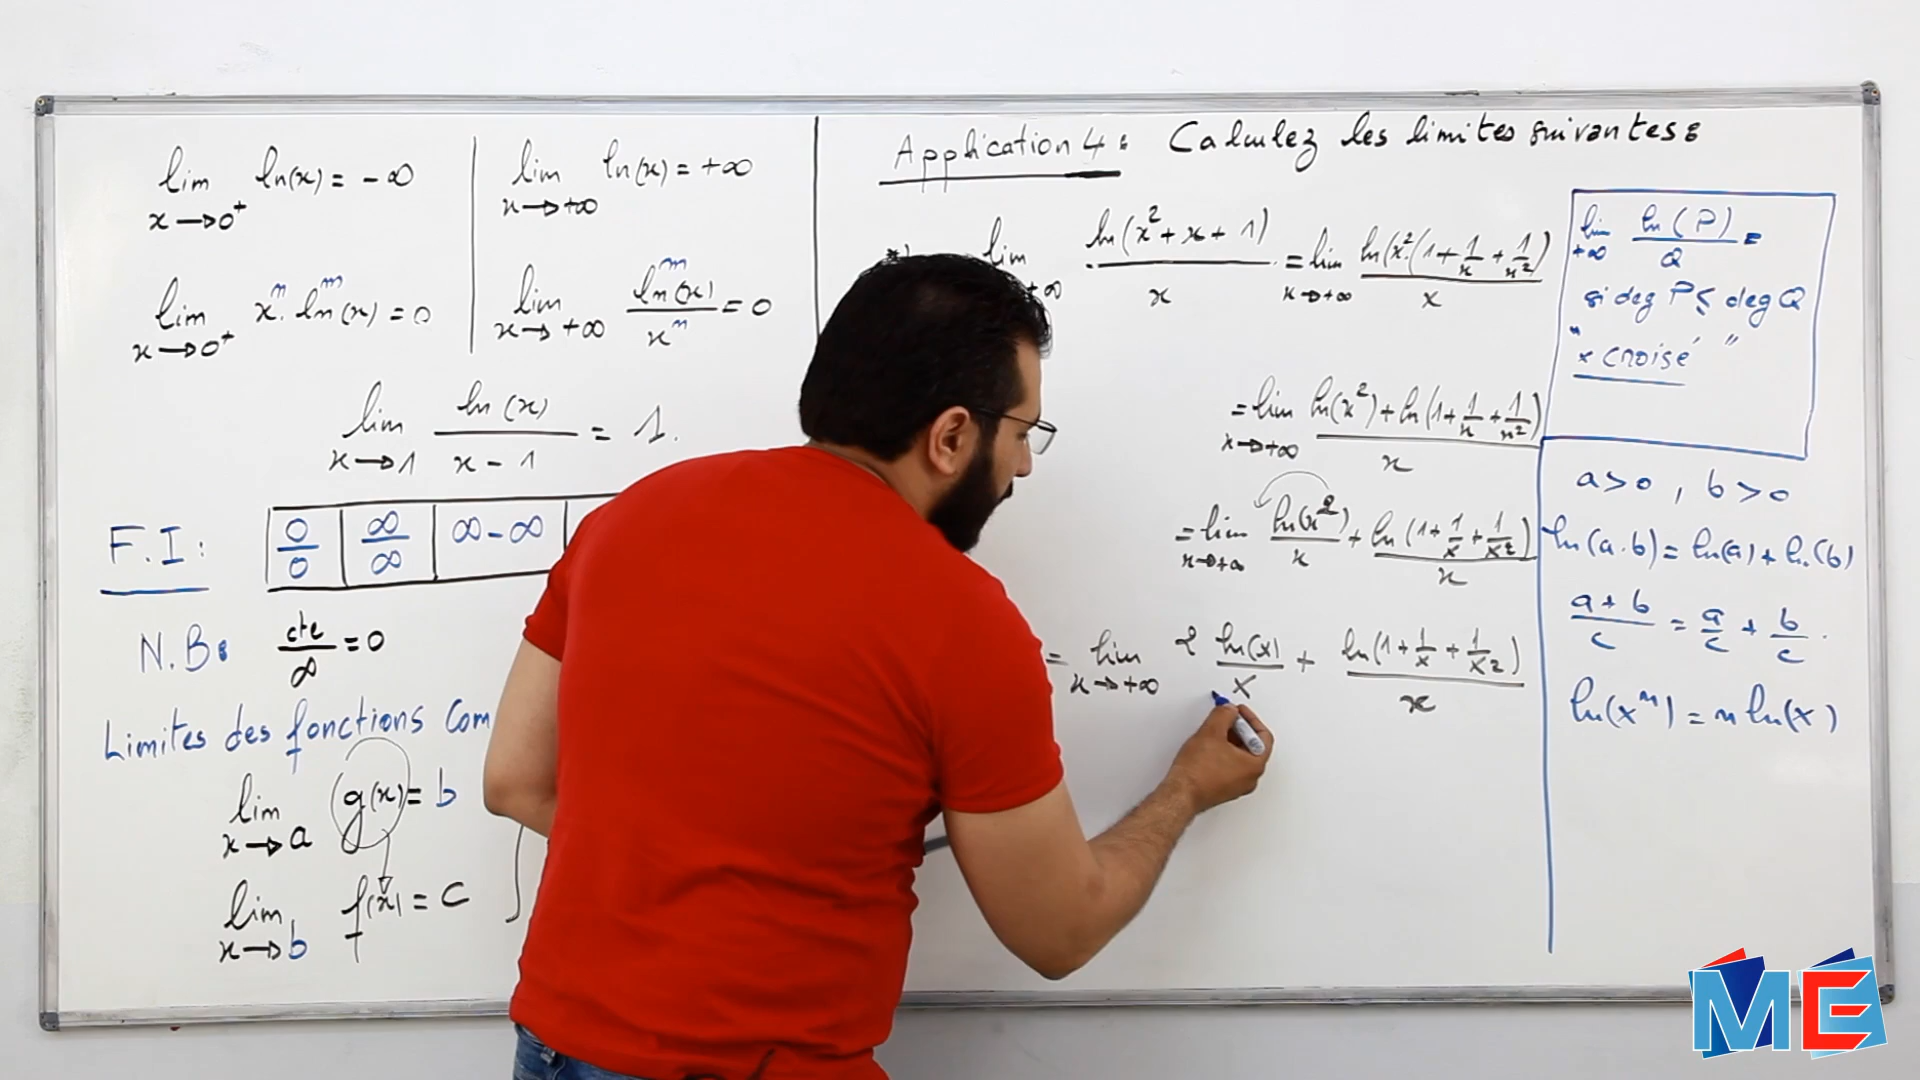 lim x→0⁺ ln(x) = -∞
lim x→+∞ ln(x) = +∞
lim x→0⁺ xⁿ. lnᵐ(x) = 0
lim x→+∞ lnᵐ(x)/xⁿ = 0
lim x→1 ln(x)/(x-1) = 1.
F.I: 0/0 | ∞/∞ | ∞-∞
N.B: cte/∞ = 0
Limites des fonctions Com
lim x→a g(x) = b
lim x→b f(x) = c
Application 4: Calculez les limites suivantes:
lim +∞ ln(x²+x+1)/x = lim x→+∞ ln(x²(1+1/x+1/x²)/x
= lim x→+∞ (ln(x²)+ln(1+1/x+1/x²))/x
= lim x→+∞ ln(x²)/x + ln(1+1/x+1/x²)/x
= lim x→+∞ 2 ln(x)/x + ln(1+1/x+1/x²)/x
lim +∞ ln(P)/Q =
si deg P ≤ deg Q
" x croisé "
a>0 , b>0
ln(a.b) = ln(a) + ln(b)
(a+b)/c = a/c + b/c .
ln(xⁿ) = n ln(x)
ME